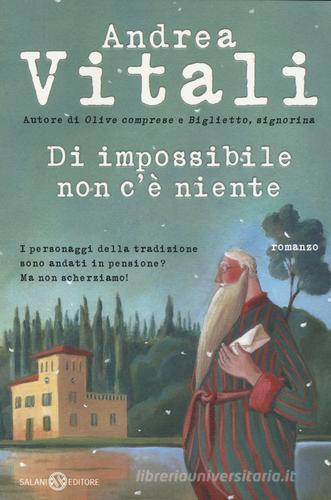 Andrea
Vitali
Autore di Olive comprese e Biglietto, signorina
Di impossibile
non c'è niente
I personaggi della tradizione
sono andati in pensione?
Ma non scherziamo!
romanzo
SALANI EDITORE
libreriauniversitaria.it